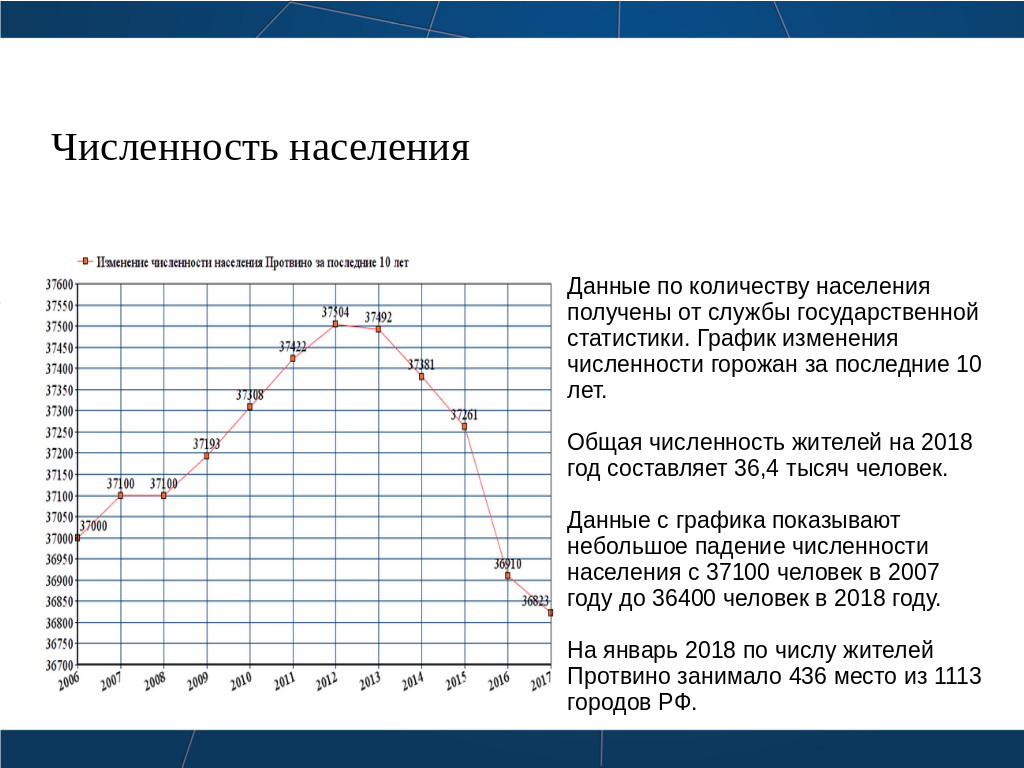 Численность населения
Изменение численности населения Протвино за последние 10 лет
37600
37550
37500
37450
37400
37350
37300
37250
37200
37150
37100
37050
37000
36950
36900
36850
36800
36750
36700
37000
37100
37100
37193
37308
37422
37504
37492
37381
37261
36910
36823
2006 2007 2008 2009 2010 2011 2012 2013 2014 2015 2016 2017
Данные по количеству населения
получены от службы государственной
статистики. График изменения
численности горожан за последние 10
лет.
Общая численность жителей на 2018
год составляет 36,4 тысяч человек.
Данные с графика показывают
небольшое падение численности
населения с 37100 человек в 2007
году до 36400 человек в 2018 году.
На январь 2018 по числу жителей
Протвино занимало 436 место из 1113
городов РФ.